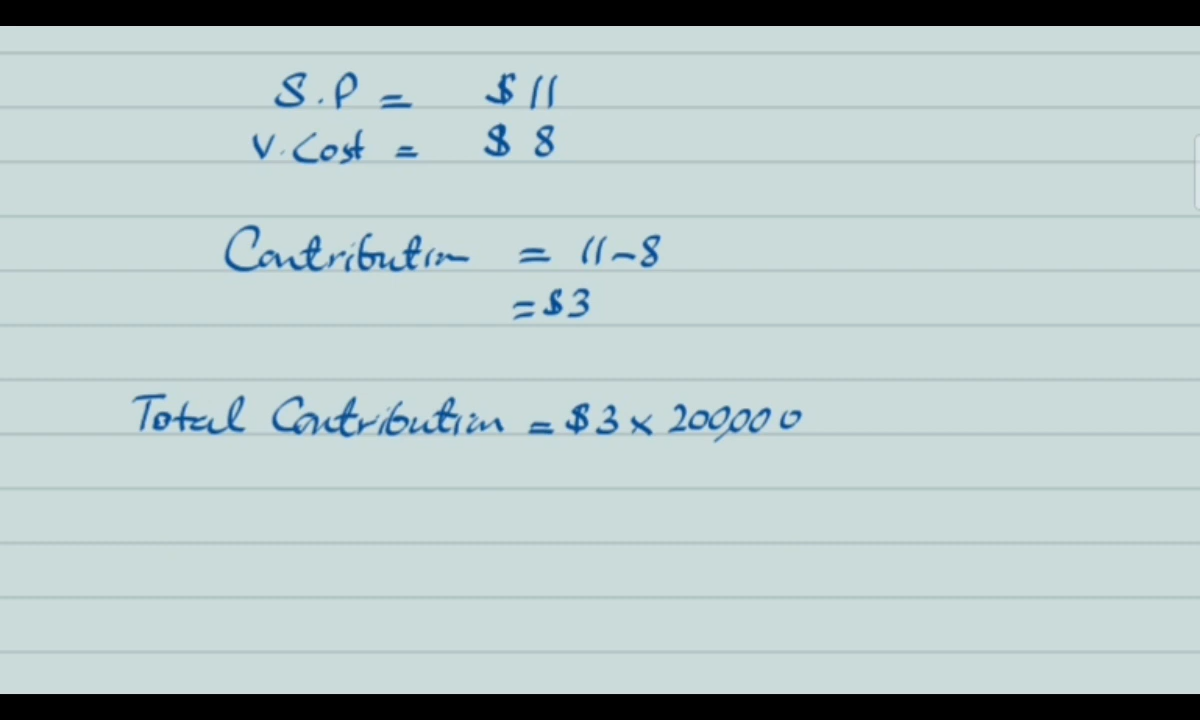 S.P = $ 11
V. Cost = $ 8
Contribution = 11-8
= $3
Total Contribution = $3 x 200,000